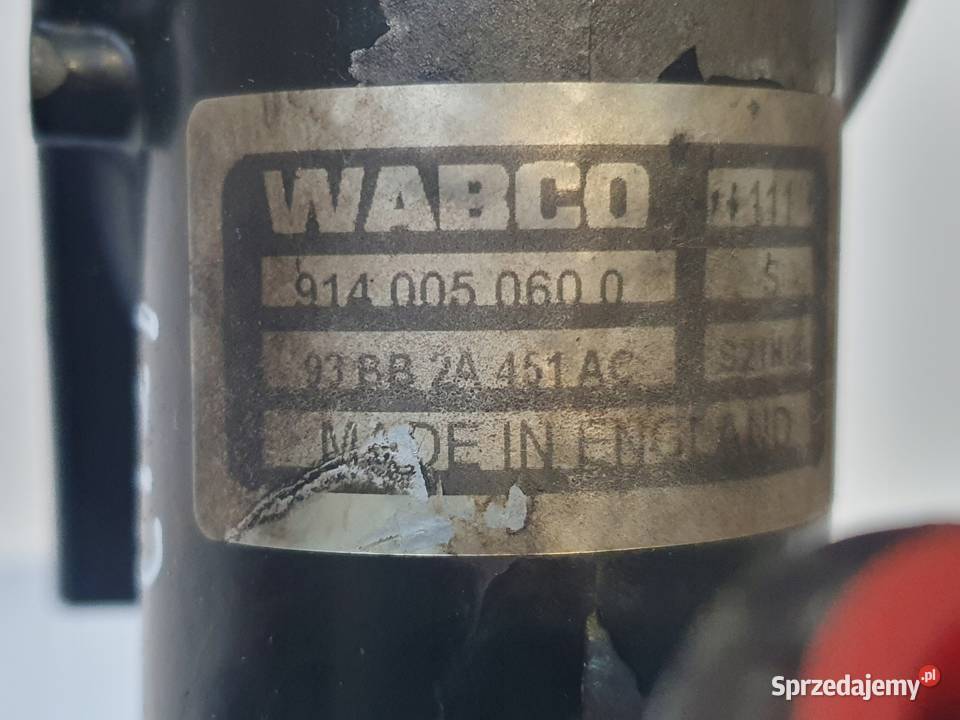 WABCO
914 005 060 0
5
93 BB 2A 451 AC
MADE IN ENGLAND
Sprzedajemy.pl